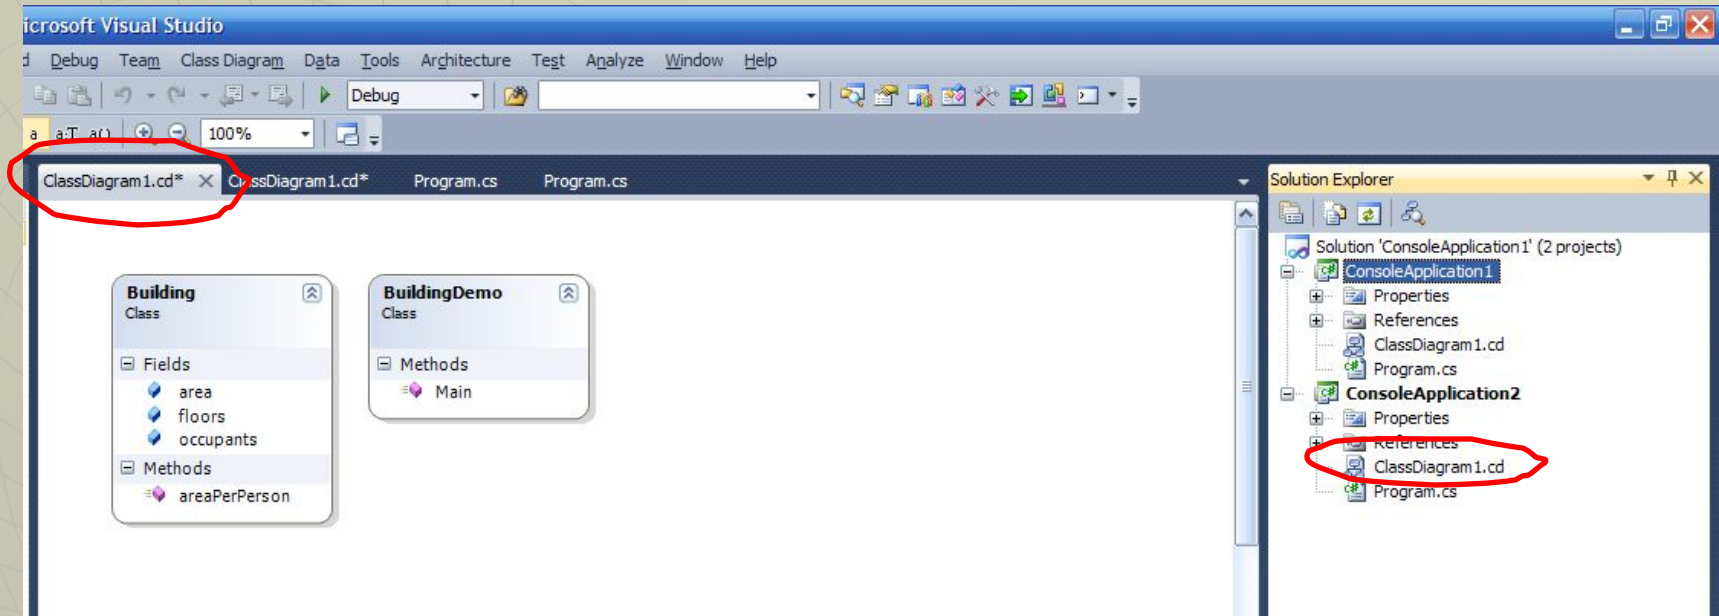 icrosoft Visual Studio
d Debug Team Class Diagram Data Tools Architecture Test Analyze Window Help
Debug
a a:T a() 100%
ClassDiagram1.cd* ClassDiagram1.cd* Program.cs Program.cs
Solution Explorer
Solution 'ConsoleApplication1' (2 projects)
ConsoleApplication1
Properties
References
ClassDiagram1.cd
Program.cs
ConsoleApplication2
Properties
References
ClassDiagram1.cd
Program.cs
Building
Class
Fields
area
floors
occupants
Methods
areaPerPerson
BuildingDemo
Class
Methods
Main